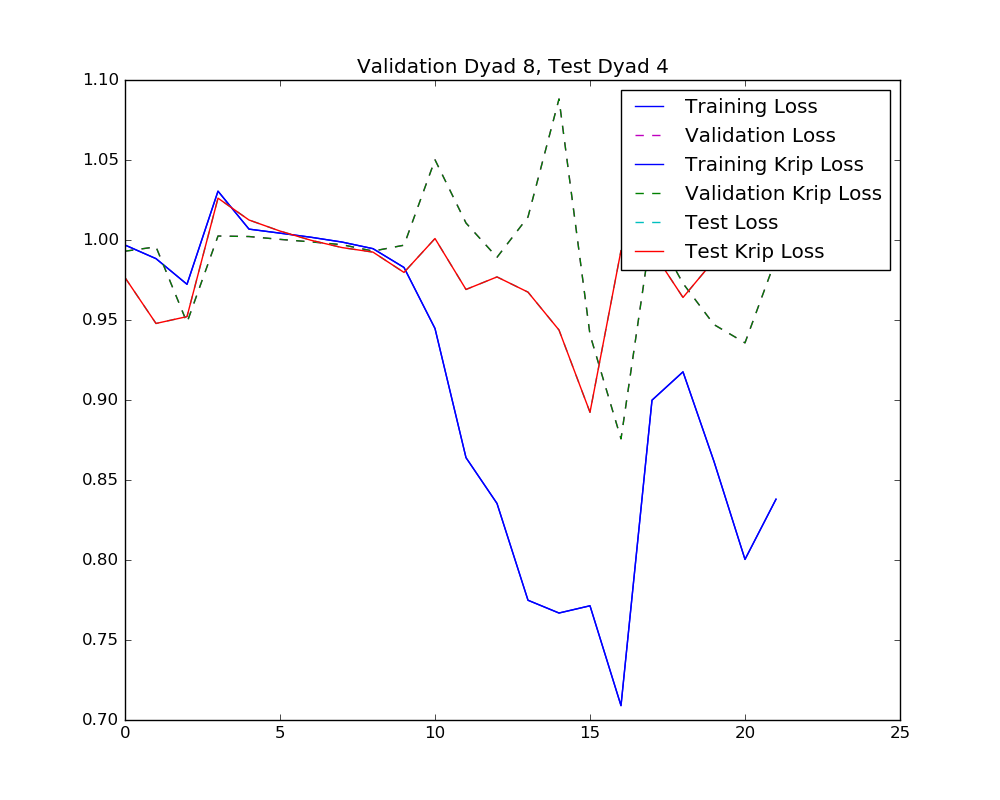 Validation Dyad 8, Test Dyad 4
1.10
1.05
1.00
0.95
0.90
0.85
0.80
0.75
0.70
0 5 10 15 20 25
Training Loss
Validation Loss
Training Krip Loss
Validation Krip Loss
Test Loss
Test Krip Loss